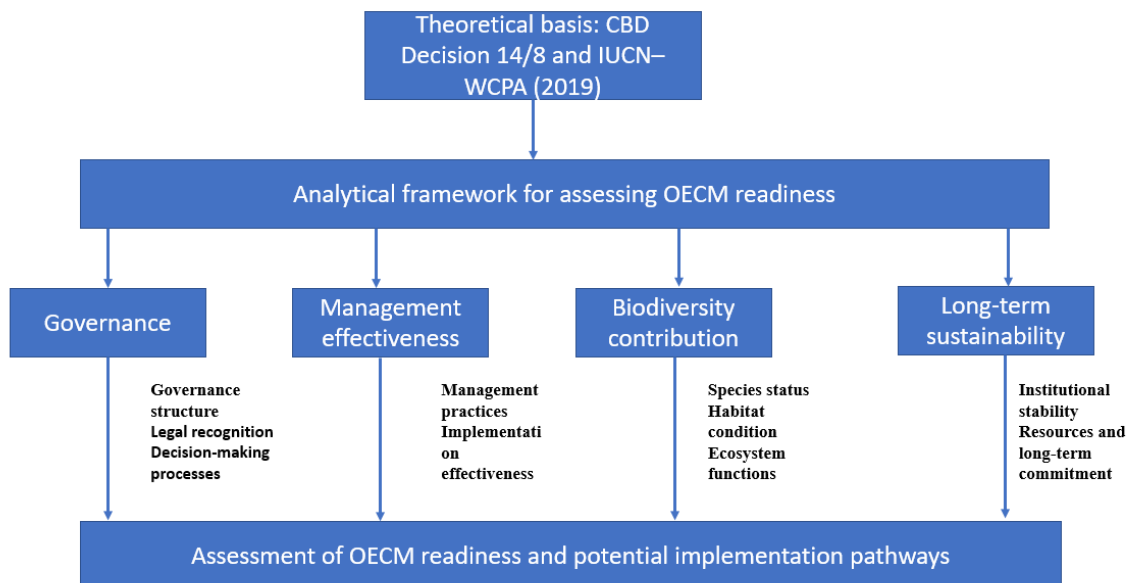 Theoretical basis: CBD
Decision 14/8 and IUCN–
WCPA (2019)
Analytical framework for assessing OECM readiness
Governance
Management
effectiveness
Biodiversity
contribution
Long-term
sustainability
Governance
structure
Legal recognition
Decision-making
processes
Management
practices
Implementati
on
effectiveness
Species status
Habitat
condition
Ecosystem
functions
Institutional
stability
Resources and
long-term
commitment
Assessment of OECM readiness and potential implementation pathways